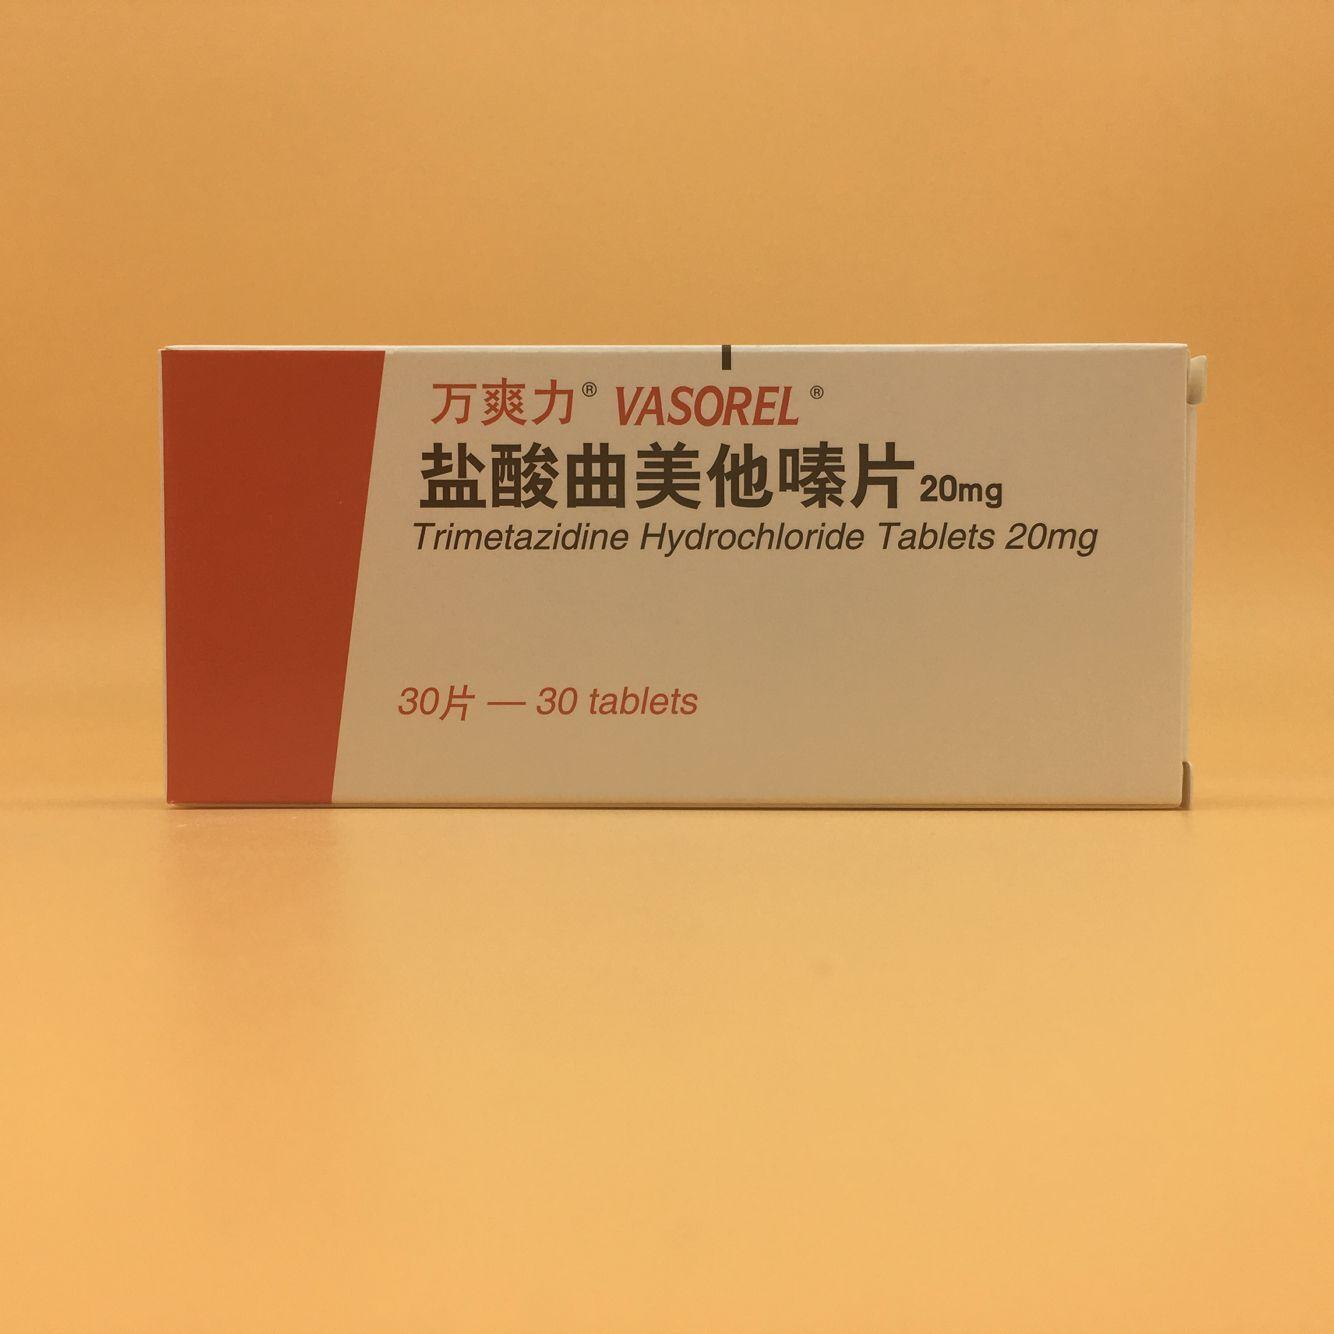 万爽力® VASOREL®
盐酸曲美他嗪片20mg
Trimetazidine Hydrochloride Tablets 20mg
30片 — 30 tablets